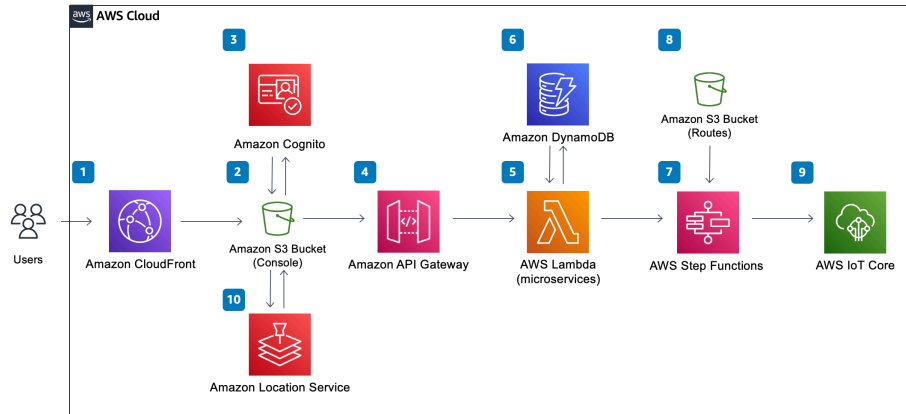 aws
AWS Cloud
3
6
8
Amazon S3 Bucket
(Routes)
Amazon Cognito
Amazon DynamoDB
1
2
4
5
7
9
</>
Users
Amazon CloudFront
Amazon S3 Bucket
(Console)
Amazon API Gateway
AWS Lambda
(microservices)
AWS Step Functions
AWS IoT Core
10
Amazon Location Service